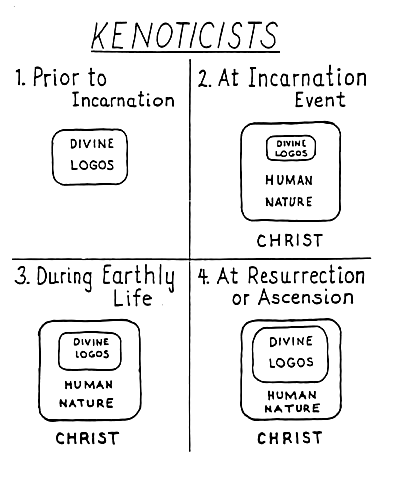 KENOTICISTS
1. Prior to
Incarnation
DIVINE
LOGOS
2. At Incarnation
Event
DIVINE
LOGOS
HUMAN
NATURE
CHRIST
3. During Earthly
Life
DIVINE
LOGOS
HUMAN
NATURE
CHRIST
4. At Resurrection
or Ascension
DIVINE
LOGOS
HUMAN
NATURE
CHRIST